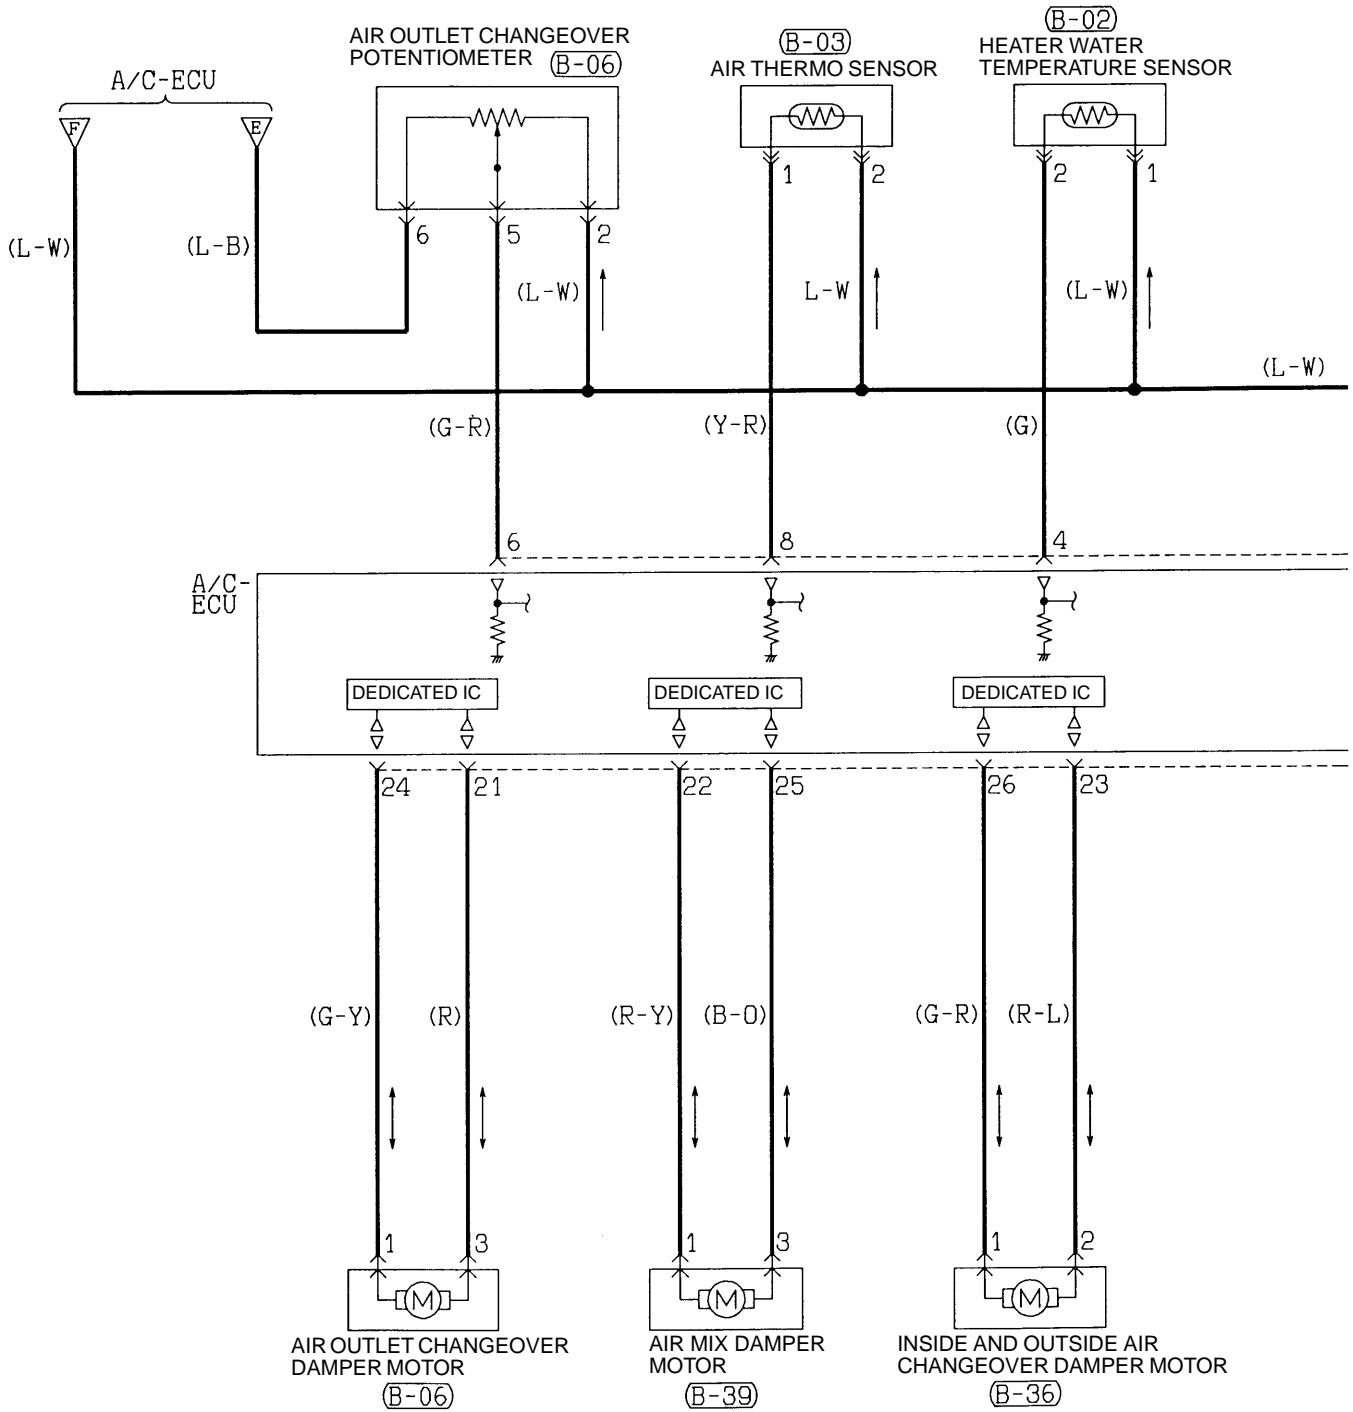 (B-02)
AIR OUTLET CHANGEOVER
POTENTIOMETER (B-06)
(B-03)
AIR THERMO SENSOR
HEATER WATER
TEMPERATURE SENSOR
A/C-ECU
F
E
6
5
2
1
2
2
1
(L-W)
(L-B)
(L-W)
L-W
(L-W)
(L-W)
(G-R)
(Y-R)
(G)
6
8
4
A/C-
ECU
DEDICATED IC
DEDICATED IC
DEDICATED IC
24
21
22
25
26
23
(G-Y)
(R)
(R-Y)
(B-O)
(G-R)
(R-L)
1
3
1
3
1
2
M
M
M
AIR OUTLET CHANGEOVER
DAMPER MOTOR
(B-06)
AIR MIX DAMPER
MOTOR
(B-39)
INSIDE AND OUTSIDE AIR
CHANGEOVER DAMPER MOTOR
(B-36)